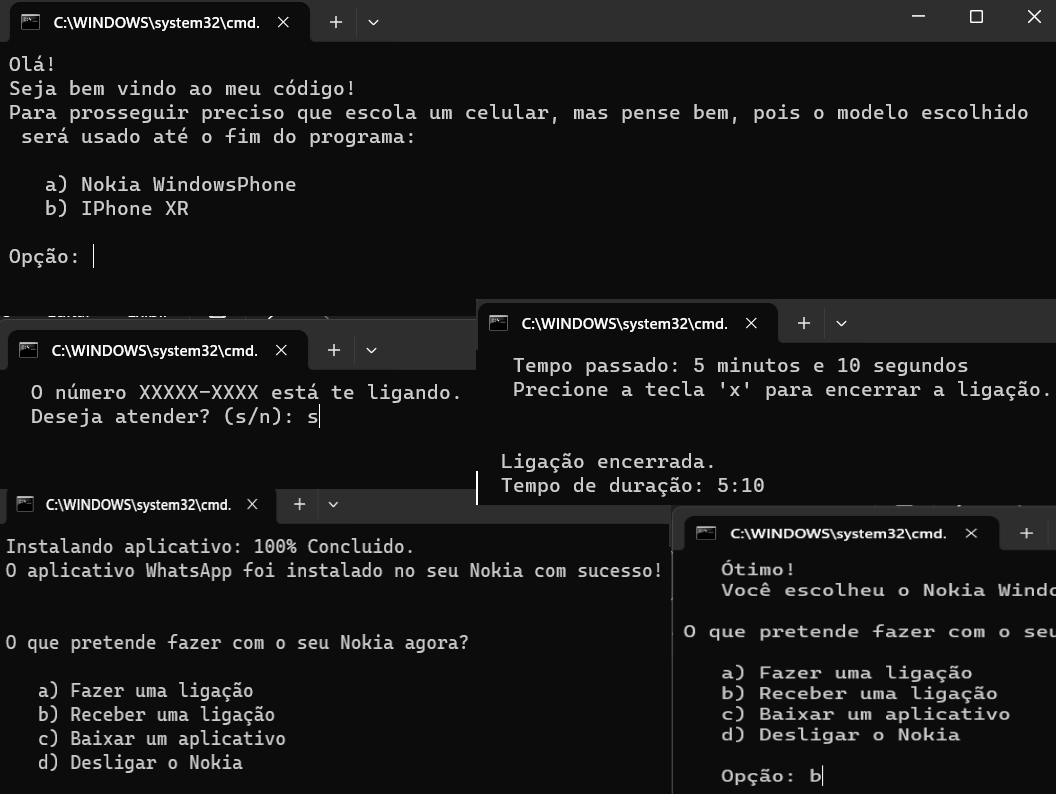 C:\WINDOWS\system32\cmd.
Olá!
Seja bem vindo ao meu código!
Para prosseguir preciso que escola um celular, mas pense bem, pois o modelo escolhido
será usado até o fim do programa:
a) Nokia WindowsPhone
b) IPhone XR
Opção:
C:\WINDOWS\system32\cmd.
O número XXXXX-XXXX está te ligando.
Deseja atender? (s/n): s
C:\WINDOWS\system32\cmd.
Tempo passado: 5 minutos e 10 segundos
Precione a tecla 'x' para encerrar a ligação.
Ligação encerrada.
Tempo de duração: 5:10
C:\WINDOWS\system32\cmd.
Instalando aplicativo: 100% Concluido.
O aplicativo WhatsApp foi instalado no seu Nokia com sucesso!
O que pretende fazer com o seu Nokia agora?
a) Fazer uma ligação
b) Receber uma ligação
c) Baixar um aplicativo
d) Desligar o Nokia
C:\WINDOWS\system32\cmd.
Ótimo!
Você escolheu o Nokia Windo
O que pretende fazer com o seu
a) Fazer uma ligação
b) Receber uma ligação
c) Baixar um aplicativo
d) Desligar o Nokia
Opção: b